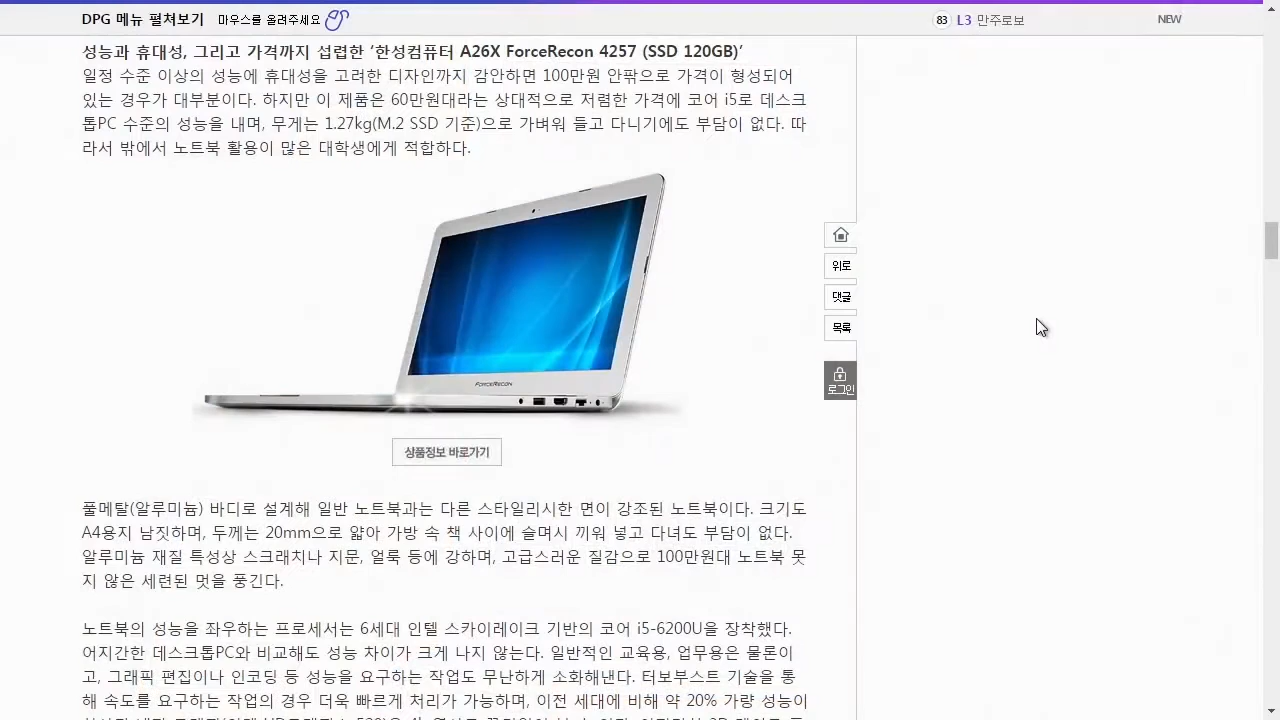 DPG 메뉴 펼쳐보기 마우스를 올려주세요 83 L3 만주로보 NEW
성능과 휴대성, 그리고 가격까지 섭렵한 ‘한성컴퓨터 A26X ForceRecon 4257 (SSD 120GB)’
일정 수준 이상의 성능에 휴대성을 고려한 디자인까지 감안하면 100만원 안팎으로 가격이 형성되어
있는 경우가 대부분이다. 하지만 이 제품은 60만원대라는 상대적으로 저렴한 가격에 코어 i5로 데스크
톱PC 수준의 성능을 내며, 무게는 1.27kg(M.2 SSD 기준)으로 가벼워 들고 다니기에도 부담이 없다. 따
라서 밖에서 노트북 활용이 많은 대학생에게 적합하다.
위로
댓글
목록
로그인
FORCERECON
상품정보 바로가기
풀메탈(알루미늄) 바디로 설계해 일반 노트북과는 다른 스타일리시한 면이 강조된 노트북이다. 크기도
A4용지 남짓하며, 두께는 20mm으로 얇아 가방 속 책 사이에 슬며시 끼워 넣고 다녀도 부담이 없다.
알루미늄 재질 특성상 스크래치나 지문, 얼룩 등에 강하며, 고급스러운 질감으로 100만원대 노트북 못
지 않은 세련된 멋을 풍긴다.
노트북의 성능을 좌우하는 프로세서는 6세대 인텔 스카이레이크 기반의 코어 i5-6200U을 장착했다.
어지간한 데스크톱PC와 비교해도 성능 차이가 크게 나지 않는다. 일반적인 교육용, 업무용은 물론이
고, 그래픽 편집이나 인코딩 등 성능을 요구하는 작업도 무난하게 소화해낸다. 터보부스트 기술을 통
해 속도를 요구하는 작업의 경우 더욱 빠르게 처리가 가능하며, 이전 세대에 비해 약 20% 가량 성능이